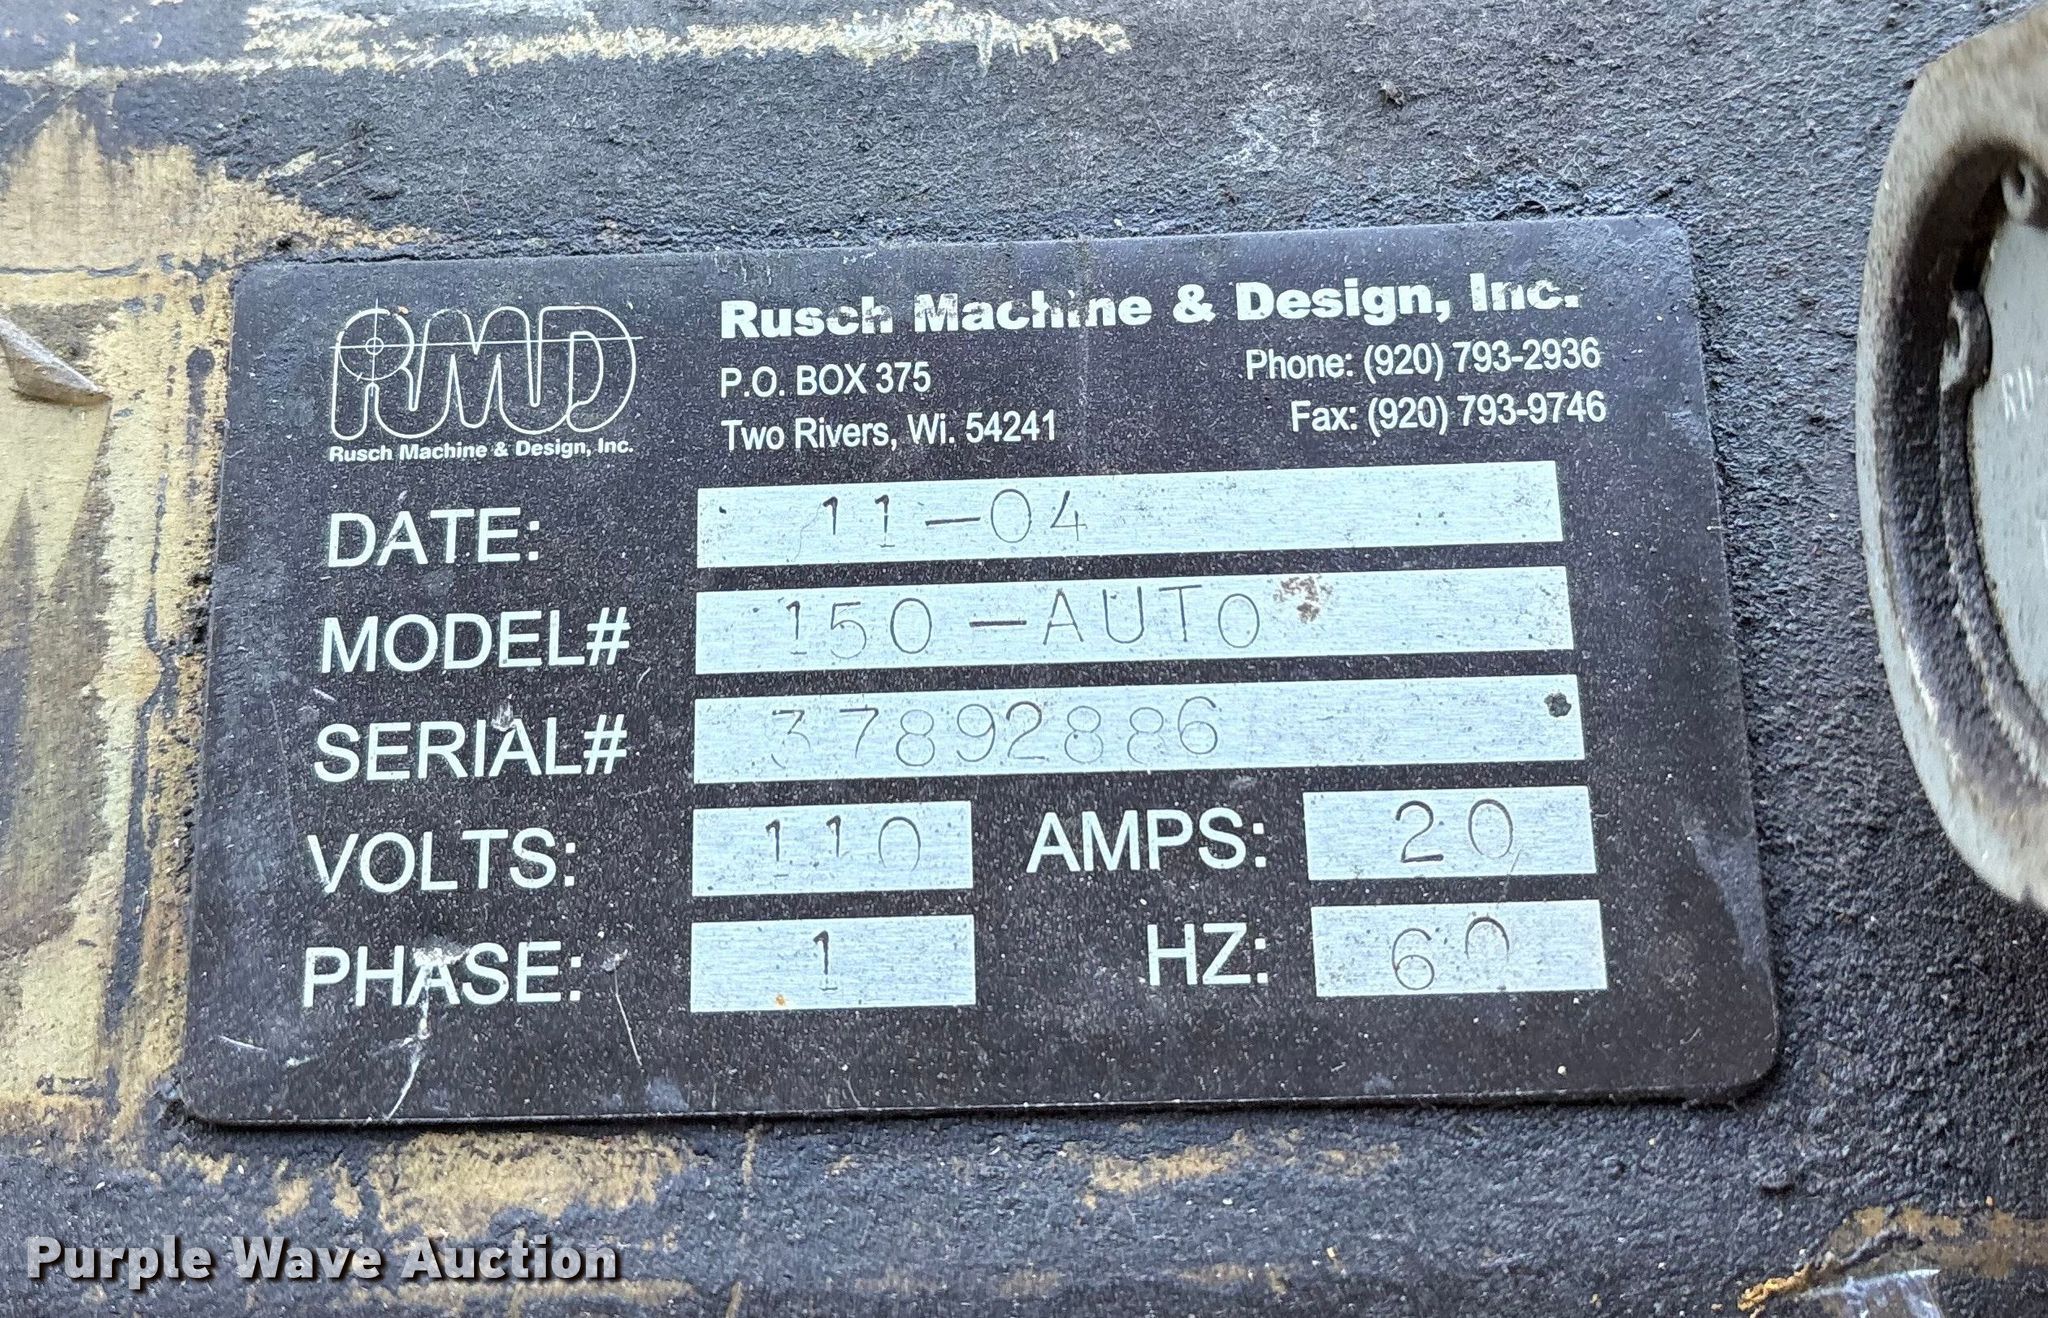 RMD
Rusch Machine & Design, Inc.
Rusch Machine & Design, Inc.
P.O. BOX 375
Two Rivers, Wi. 54241
Phone: (920) 793-2936
Fax: (920) 793-9746
DATE: 11-04
MODEL# 150-AUTO
SERIAL# 37892886
VOLTS: 110 AMPS: 20
PHASE: 1 HZ: 60
Purple Wave Auction